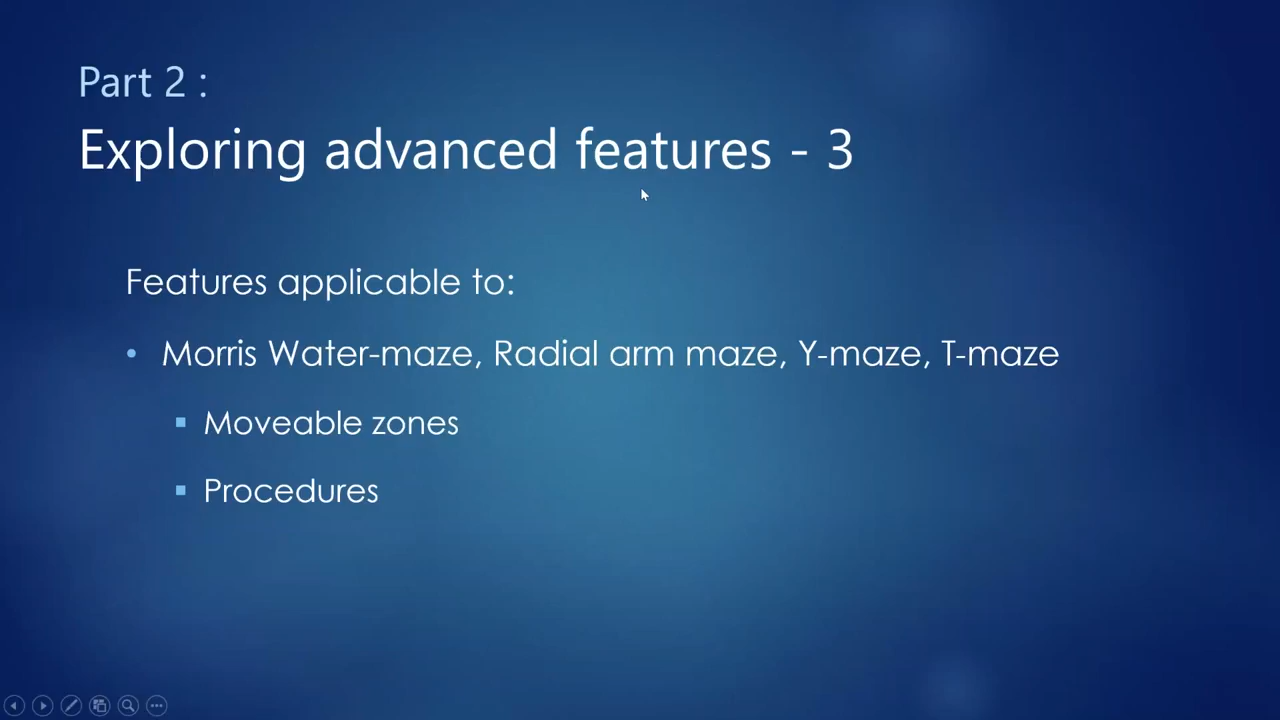 Part 2 :
Exploring advanced features - 3
Features applicable to:
• Morris Water-maze, Radial arm maze, Y-maze, T-maze
▪ Moveable zones
▪ Procedures